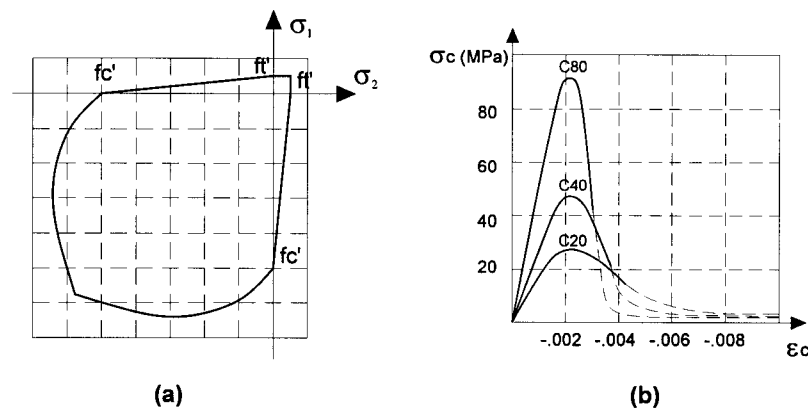 σ1
fc'
ft'
σ2
ft'
fc'
(a)
σc (MPa)
C80
80
60
C40
40
C20
20
-.002
-.004
-.006
-.008
εc
(b)